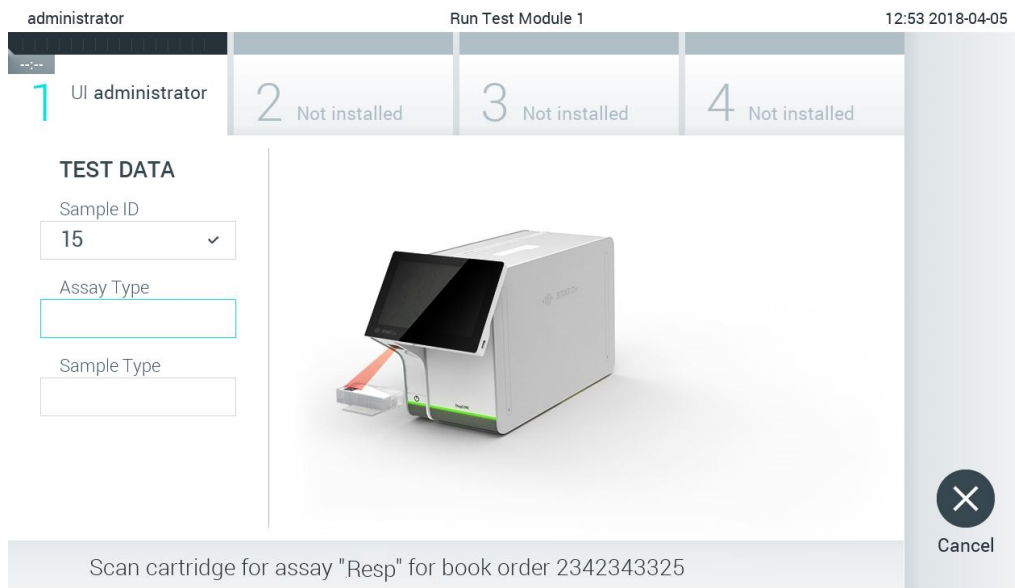 administrator
Run Test Module 1
12:53 2018-04-05
--:--
1 UI administrator
2 Not installed
3 Not installed
4 Not installed
TEST DATA
Sample ID
15
Assay Type
Sample Type
Cancel
Scan cartridge for assay "Resp" for book order 2342343325